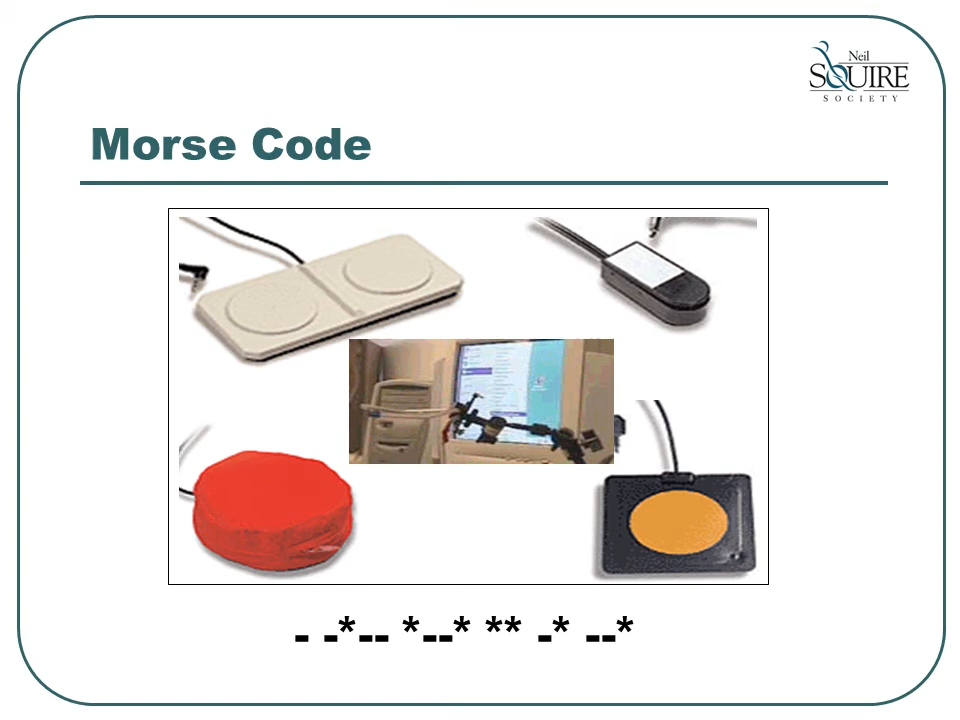 Neil
SQUIRE
SOCIETY
Morse Code
- -*-- *--* ** -* --*